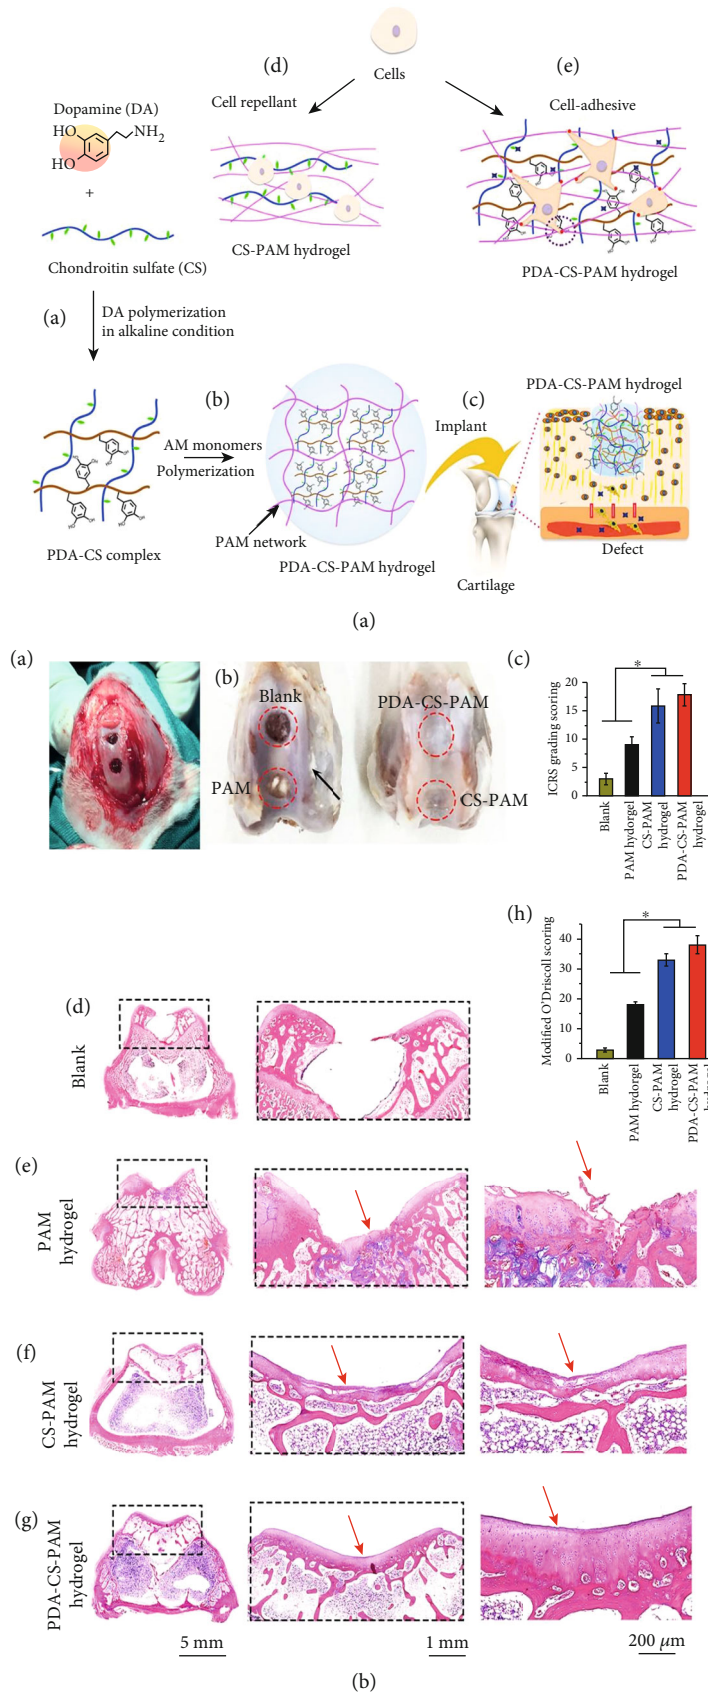 (d)
Cells
(e)
Cell repellant
Cell-adhesive
Dopamine (DA)
HO
NH2
HO
+
CS-PAM hydrogel
PDA-CS-PAM hydrogel
Chondroitin sulfate (CS)
(a)
DA polymerization
in alkaline condition
(b)
(c)
PDA-CS-PAM hydrogel
AM monomers
Polymerization
Implant
PAM network
PDA-CS complex
PDA-CS-PAM hydrogel
Cartilage
Defect
(a)
(a)
(b)
Blank
PAM
PDA-CS-PAM
CS-PAM
(c)
ICRS grading scoring
20
15
10
5
0
*
Blank
PAM hydorgel
CS-PAM
hydrogel
PDA-CS-PAM
hydrogel
(h)
Modified O'Driscoll scoring
40
30
20
10
0
*
Blank
PAM hydorgel
CS-PAM
hydrogel
PDA-CS-PAM
hydrogel
(d)
Blank
(e)
PAM
hydrogel
(f)
CS-PAM
hydrogel
(g)
PDA-CS-PAM
hydrogel
5 mm
1 mm
200 μm
(b)